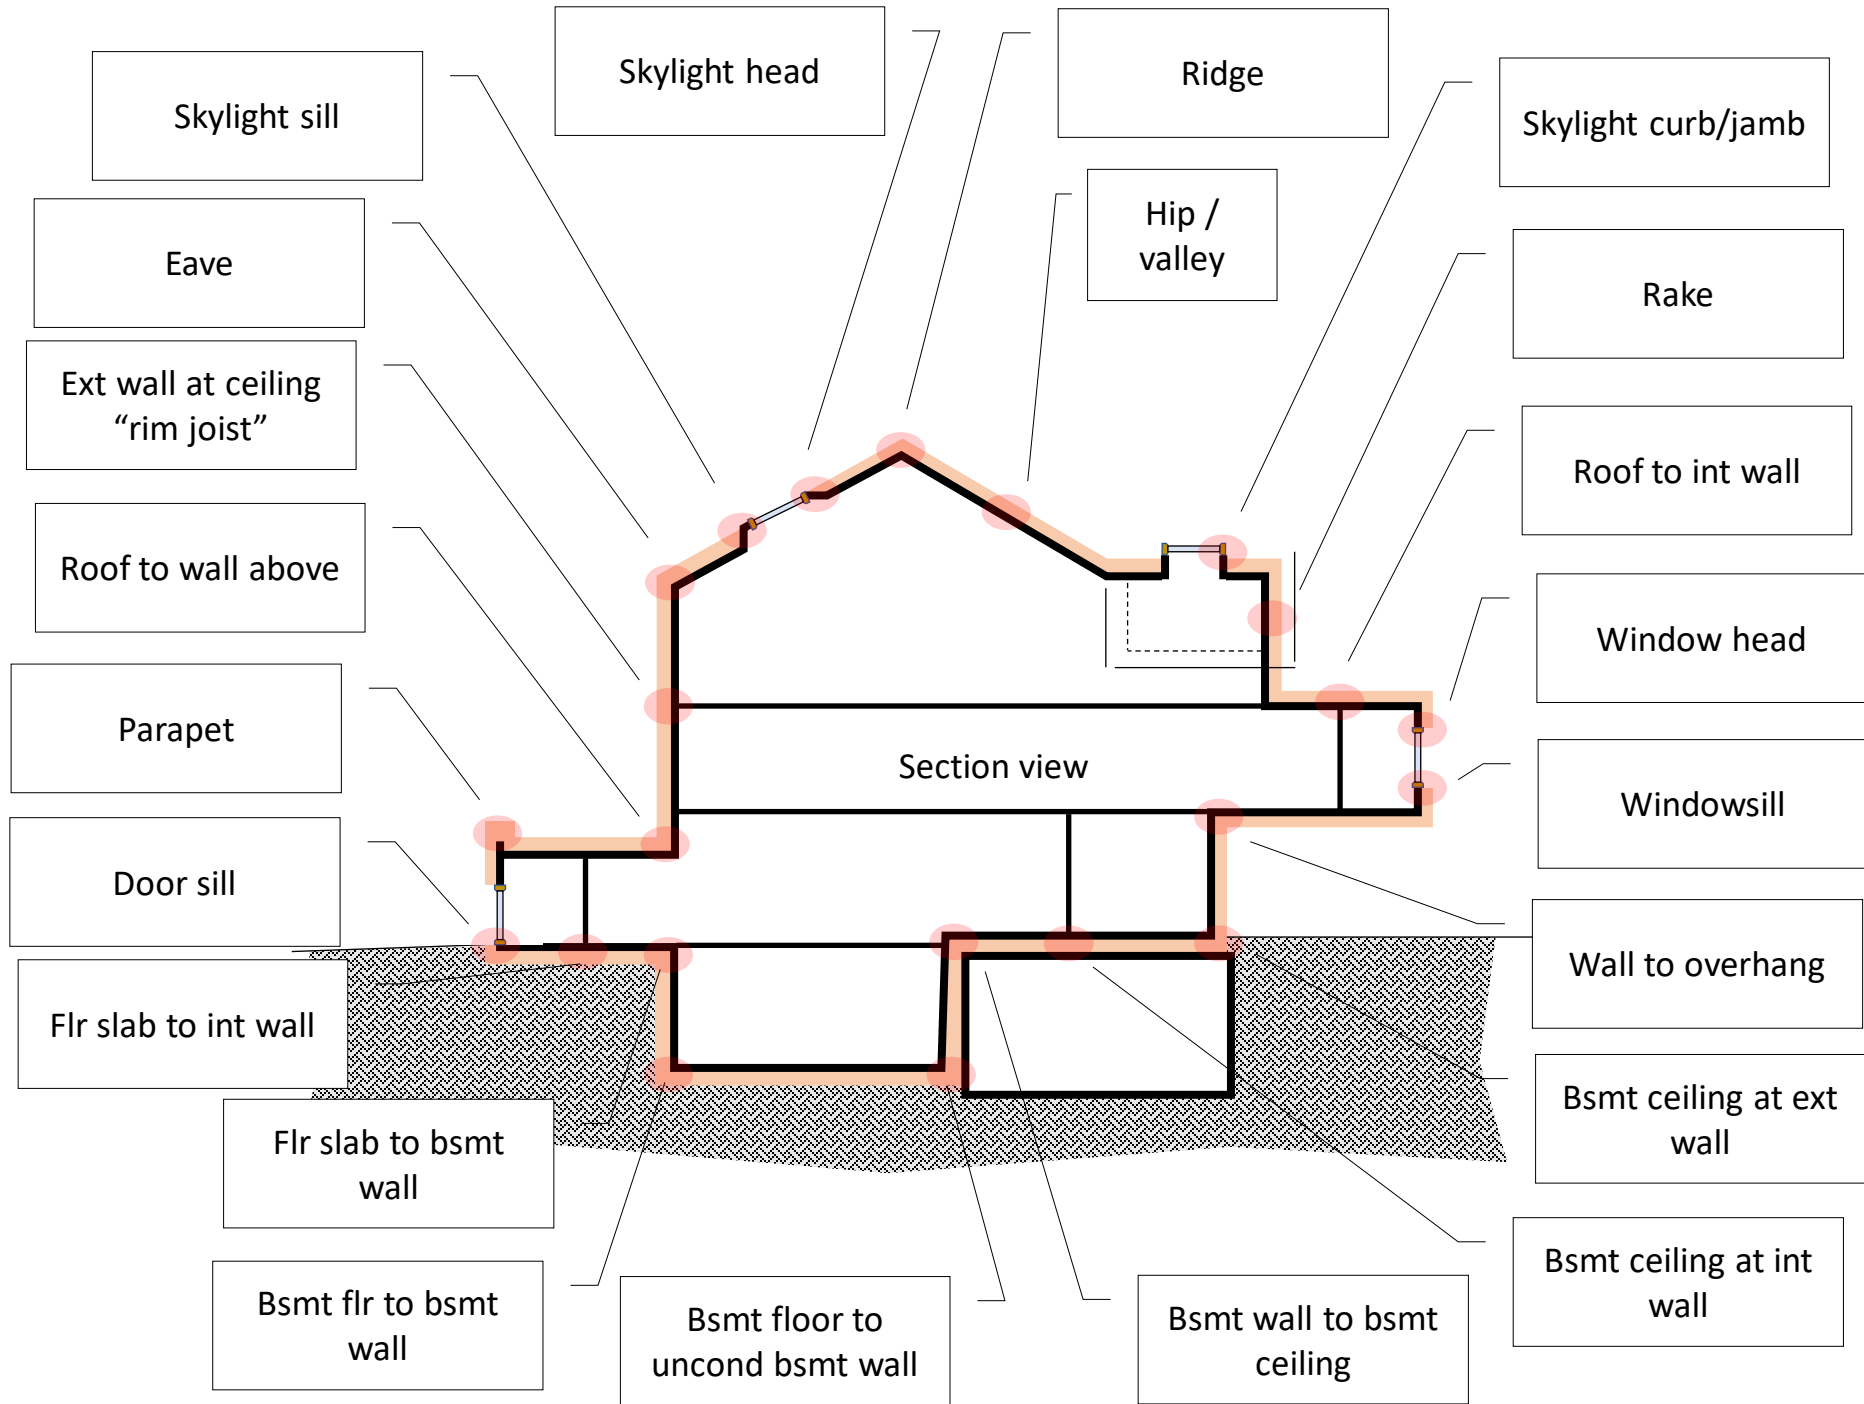 Skylight head
Ridge
Skylight sill
Skylight curb/jamb
Hip /
valley
Eave
Rake
Ext wall at ceiling
“rim joist”
Roof to int wall
Roof to wall above
Window head
Parapet
Section view
Windowsill
Door sill
Wall to overhang
Flr slab to int wall
Bsmt ceiling at ext
wall
Flr slab to bsmt
wall
Bsmt ceiling at int
wall
Bsmt flr to bsmt
wall
Bsmt floor to
uncond bsmt wall
Bsmt wall to bsmt
ceiling